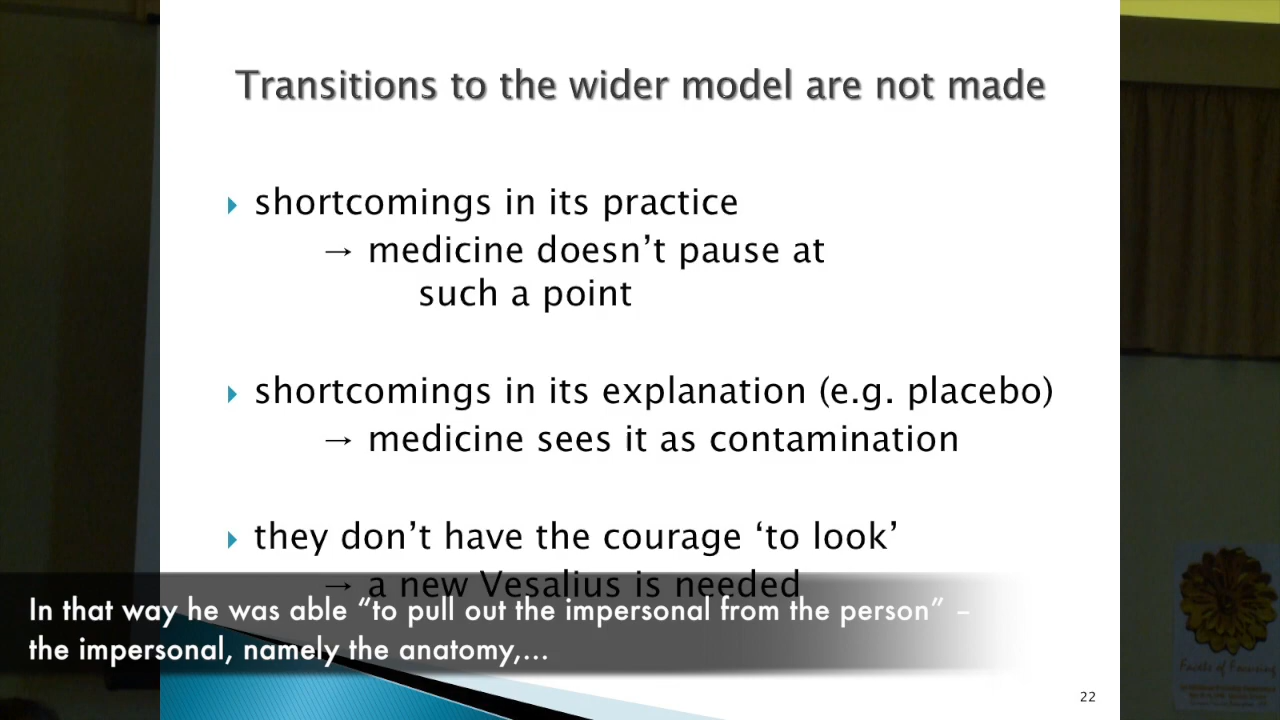 Transitions to the wider model are not made
shortcomings in its practice
→ medicine doesn’t pause at
such a point
shortcomings in its explanation (e.g. placebo)
→ medicine sees it as contamination
they don’t have the courage ‘to look’
→ a new Vesalius is needed
In that way he was able “to pull out the impersonal from the person” –
the impersonal, namely the anatomy,...
22
Facets of Focusing